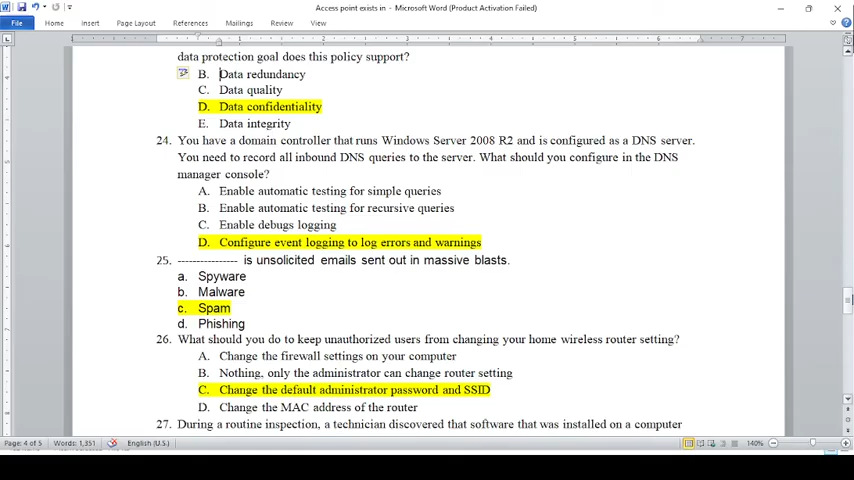 Access point exists in - Microsoft Word (Product Activation Failed)
File Home Insert Page Layout References Mailings Review View
data protection goal does this policy support?
B. Data redundancy
C. Data quality
D. Data confidentiality
E. Data integrity
24. You have a domain controller that runs Windows Server 2008 R2 and is configured as a DNS server.
You need to record all inbound DNS queries to the server. What should you configure in the DNS
manager console?
A. Enable automatic testing for simple queries
B. Enable automatic testing for recursive queries
C. Enable debugs logging
D. Configure event logging to log errors and warnings
25. ---------------- is unsolicited emails sent out in massive blasts.
a. Spyware
b. Malware
c. Spam
d. Phishing
26. What should you do to keep unauthorized users from changing your home wireless router setting?
A. Change the firewall settings on your computer
B. Nothing, only the administrator can change router setting
C. Change the default administrator password and SSID
D. Change the MAC address of the router
27. During a routine inspection, a technician discovered that software that was installed on a computer
Page: 4 of 5 Words: 1,351 English (U.S.) 140%